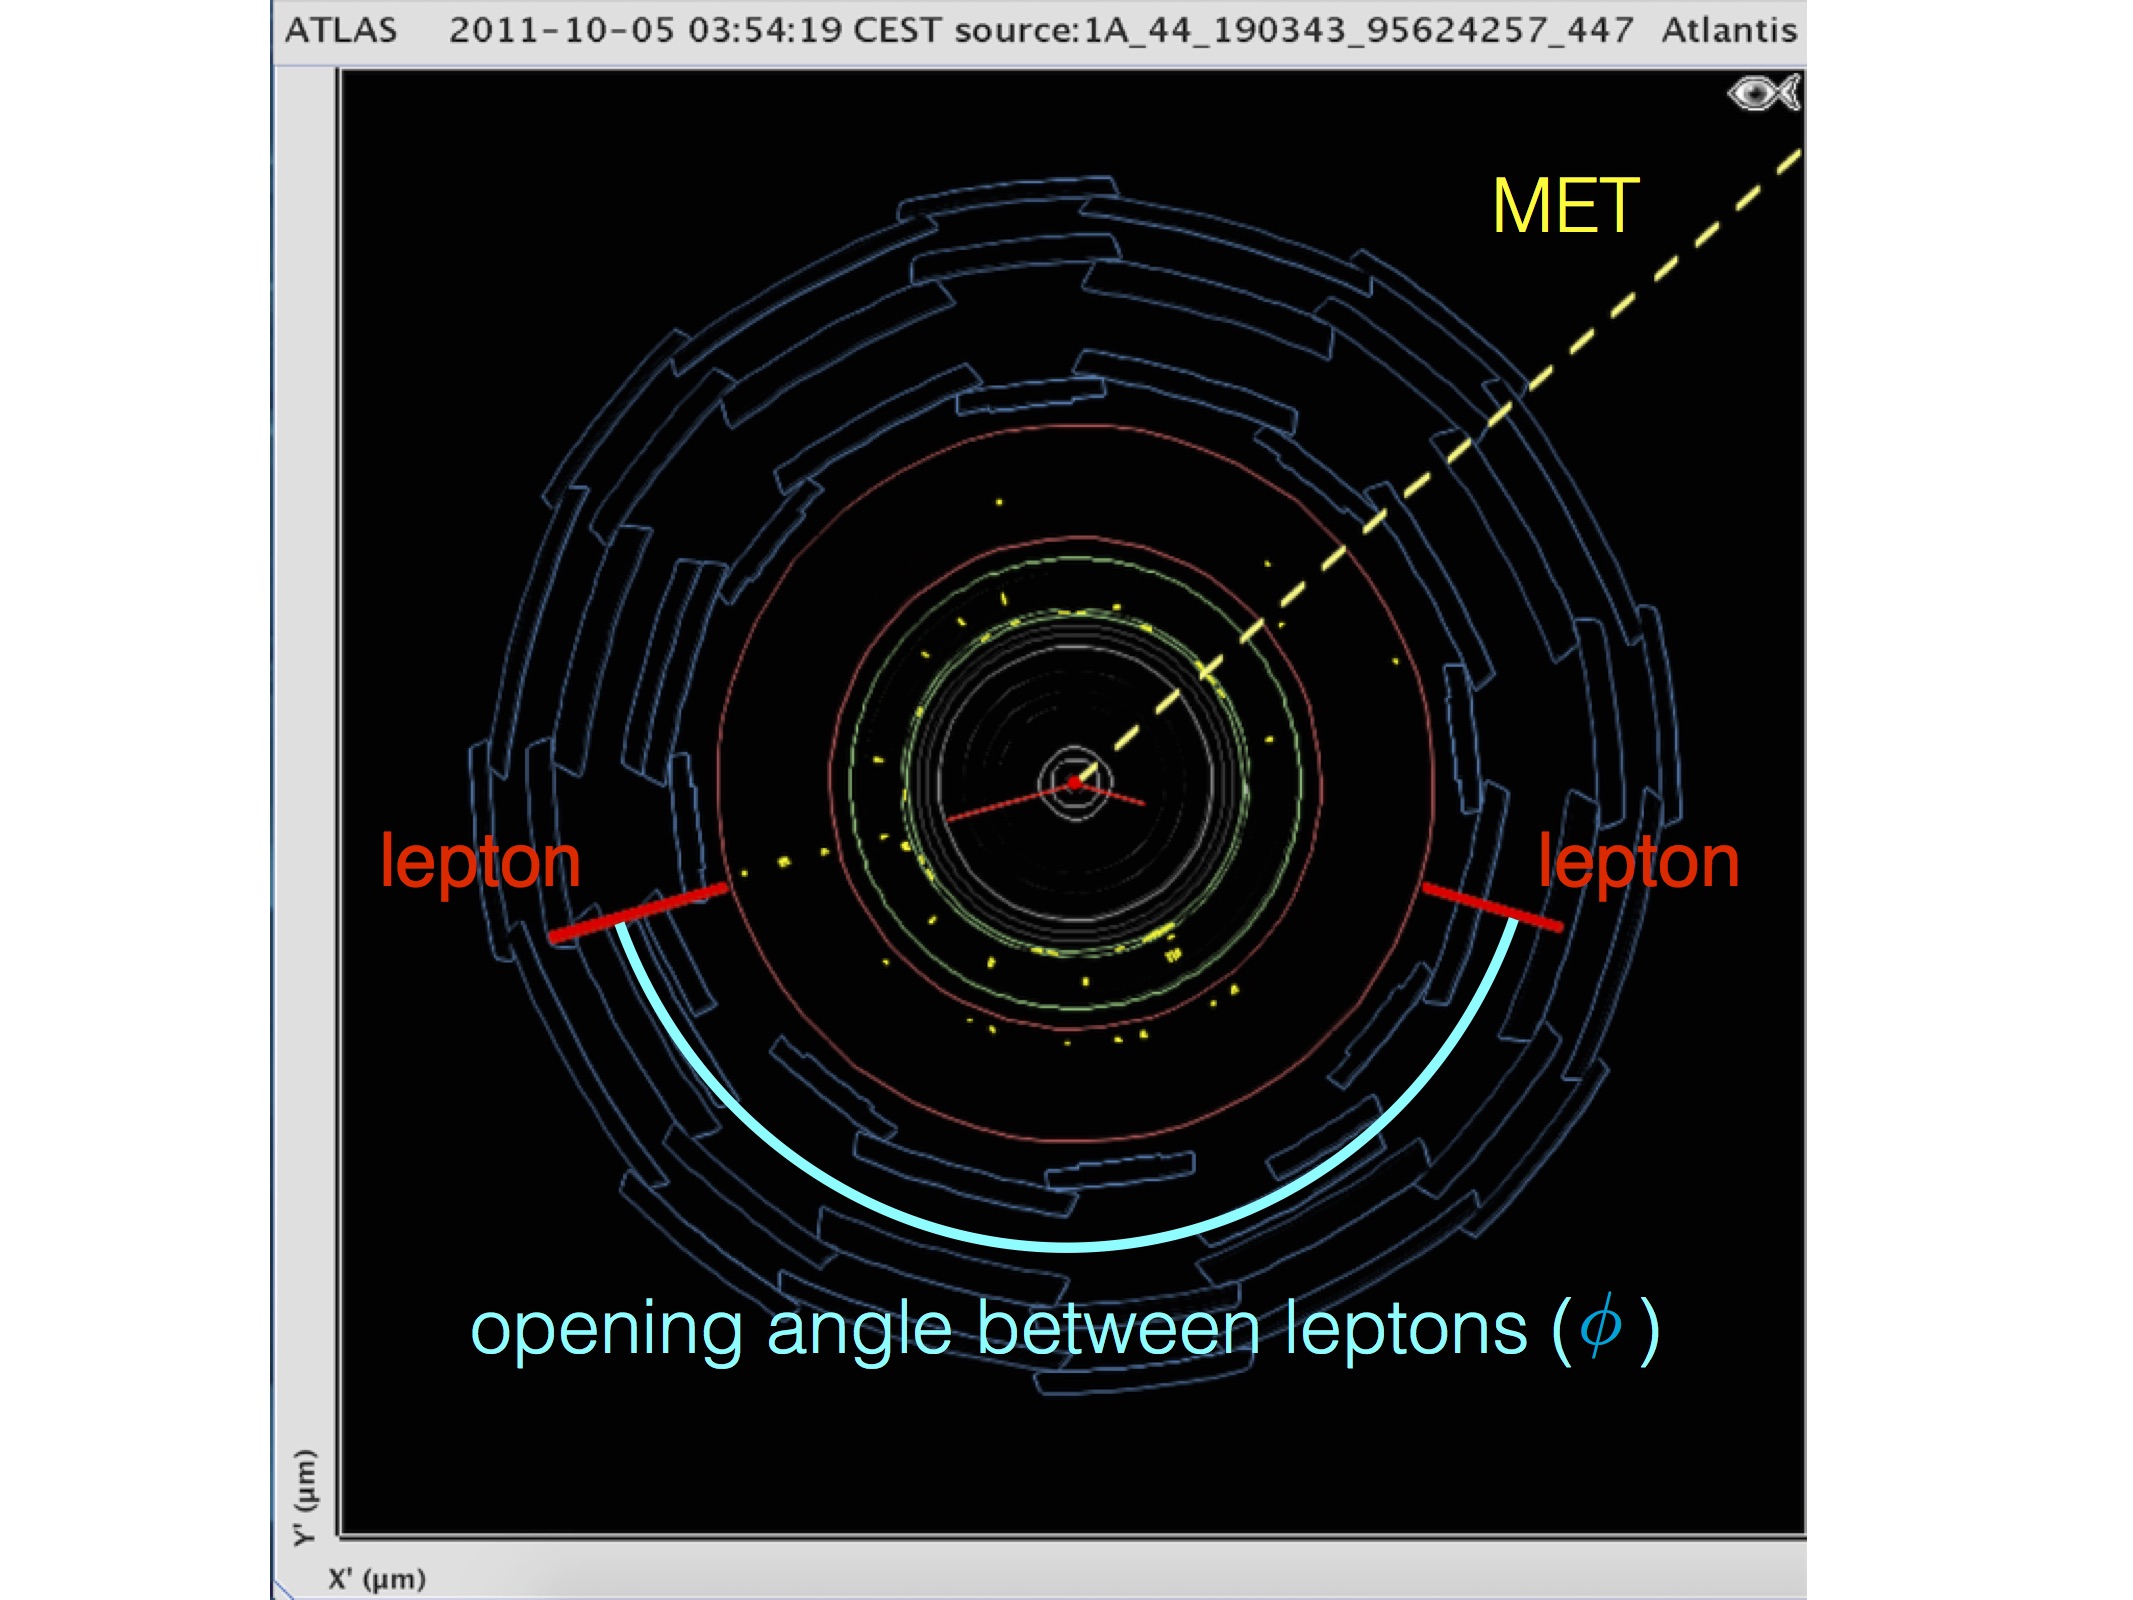 ATLAS 2011-10-05 03:54:19 CEST source:1A_44_190343_95624257_447 Atlantis
MET
lepton
lepton
opening angle between leptons (ϕ)
Y' (μm)
X' (μm)